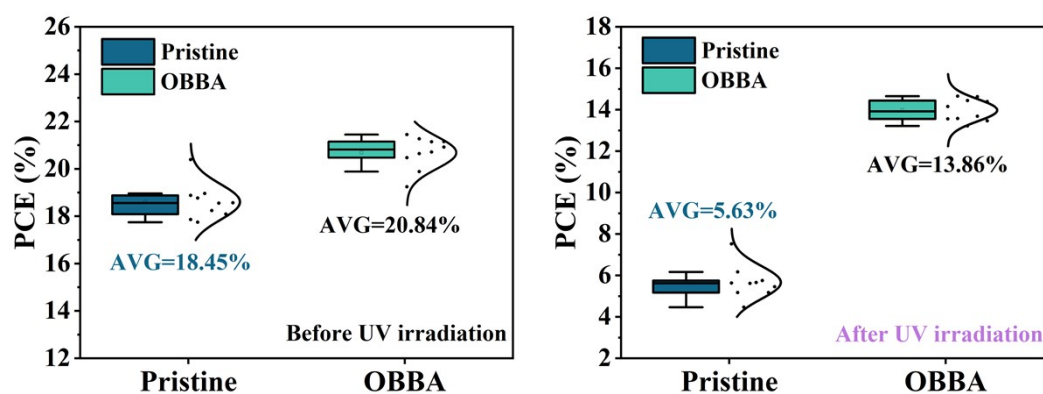 26
24
22
20
18
16
14
12
PCE (%)
Pristine
OBBA
AVG=18.45%
AVG=20.84%
Before UV irradiation
Pristine
OBBA
18
16
14
12
10
8
6
4
2
PCE (%)
Pristine
OBBA
AVG=5.63%
AVG=13.86%
After UV irradiation
Pristine
OBBA